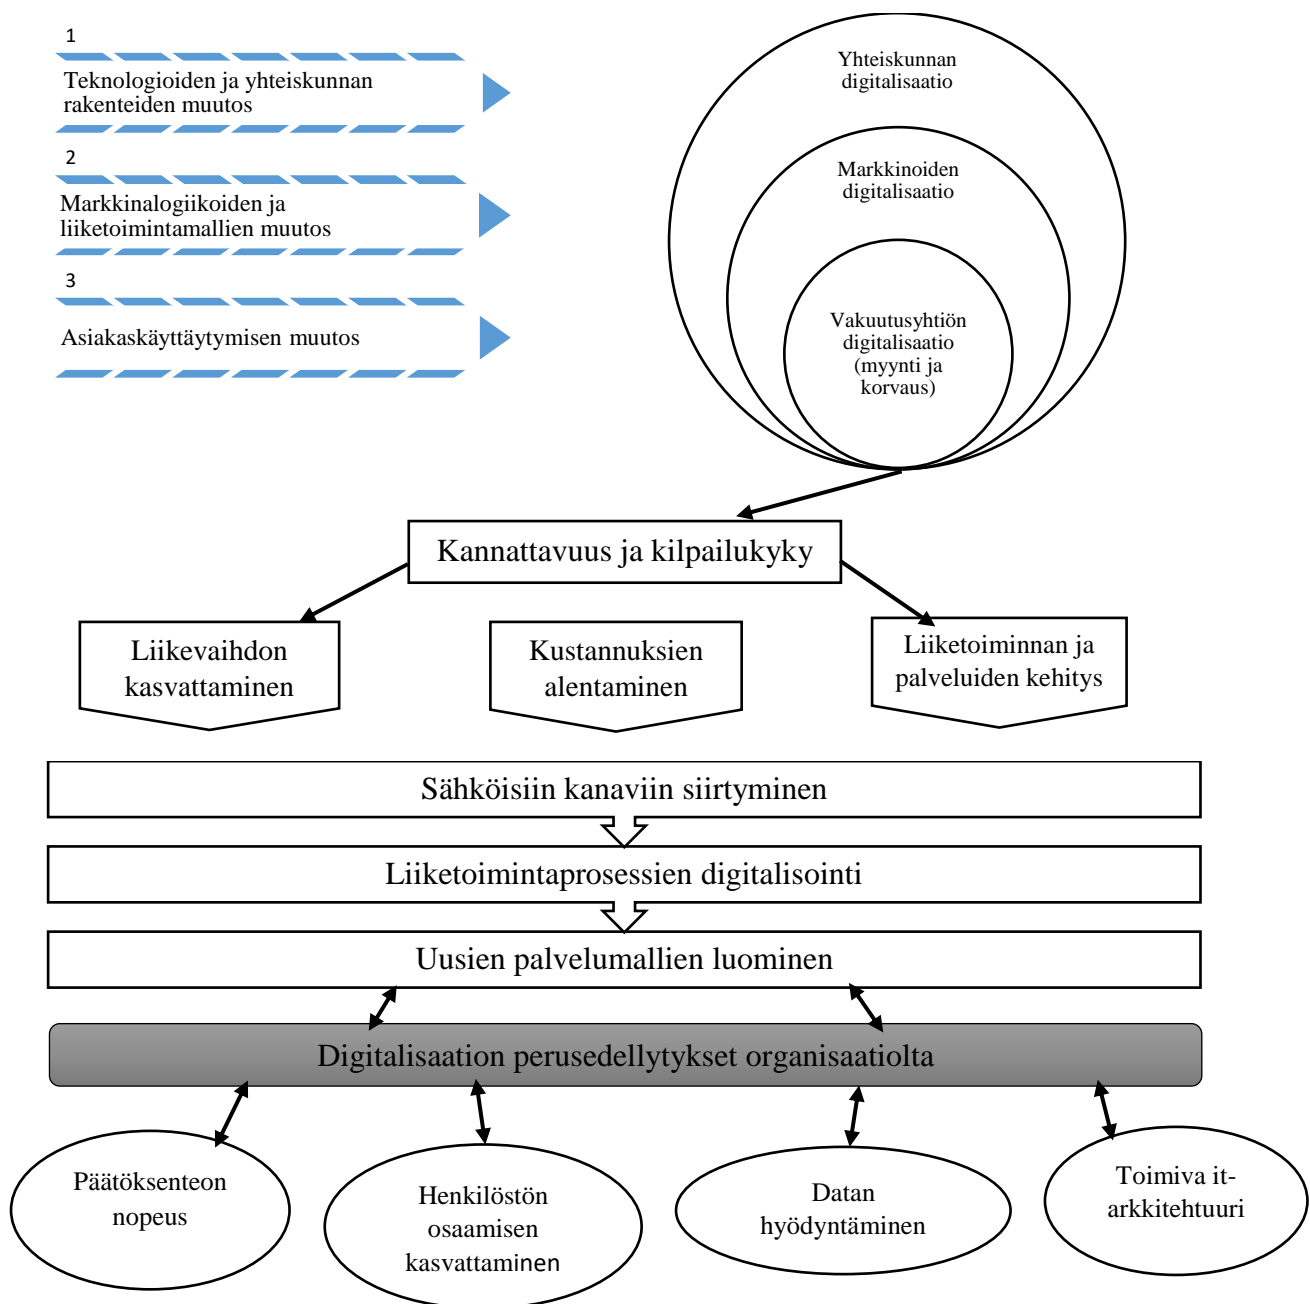 1
Teknologioiden ja yhteiskunnan
rakenteiden muutos
2
Markkinalogiikoiden ja
liiketoimintamallien muutos
3
Asiakaskäyttäytymisen muutos
Yhteiskunnan
digitalisaatio
Markkinoiden
digitalisaatio
Vakuutusyhtiön
digitalisaatio
(myynti ja
korvaus)
Kannattavuus ja kilpailukyky
Liikevaihdon
kasvattaminen
Kustannuksien
alentaminen
Liiketoiminnan ja
palveluiden kehitys
Sähköisiin kanaviin siirtyminen
Liiketoimintaprosessien digitalisointi
Uusien palvelumallien luominen
Digitalisaation perusedellytykset organisaatiolta
Päätöksenteon
nopeus
Henkilöstön
osaamisen
kasvattaminen
Datan
hyödyntäminen
Toimiva it-
arkkitehtuuri